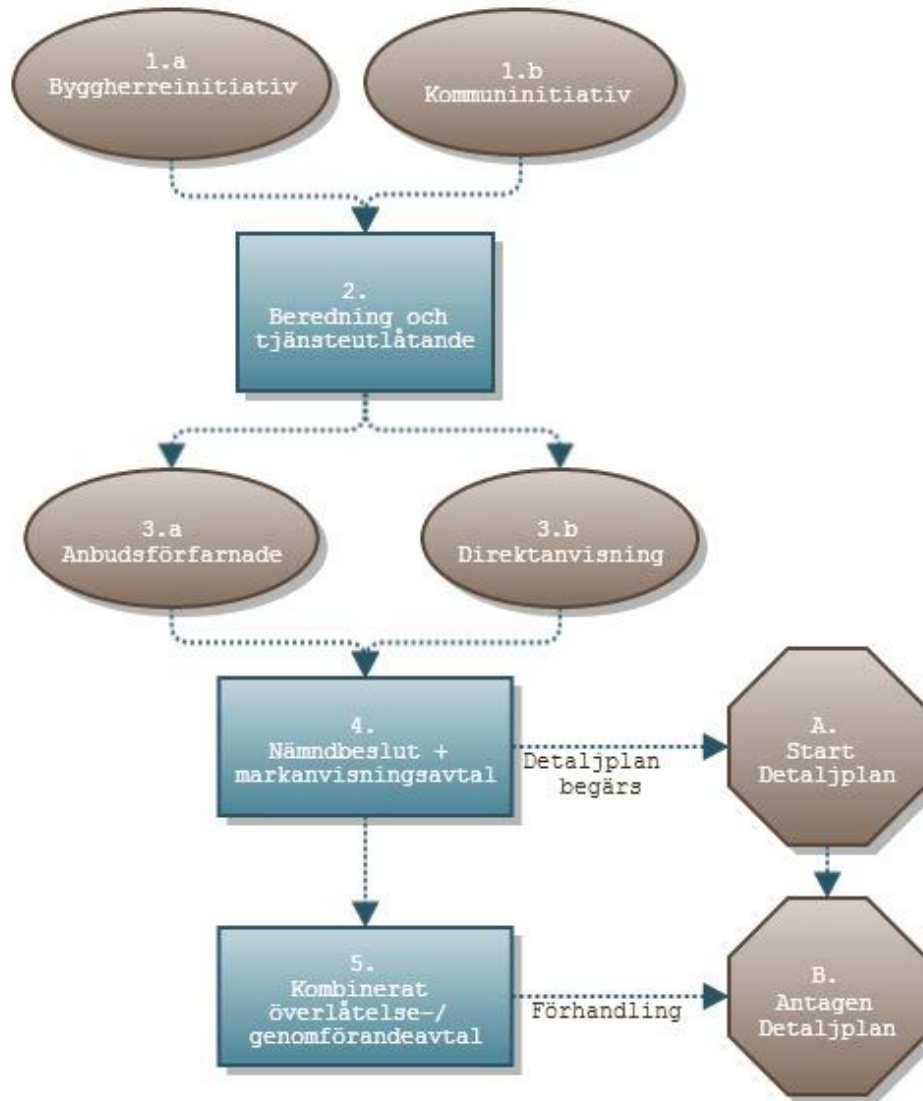 1.a
Byggherreinitiativ
1.b
Kommuninitiativ
2.
Beredning och
tjänsteutlåtande
3.a
Anbudsförfarnade
3.b
Direktanvisning
4.
Nämndbeslut +
markanvisningsavtal
Detaljplan
begärs
A.
Start
Detaljplan
5.
Kombinerat
överlåtelse-/
genomförandeavtal
Förhandling
B.
Antagen
Detaljplan